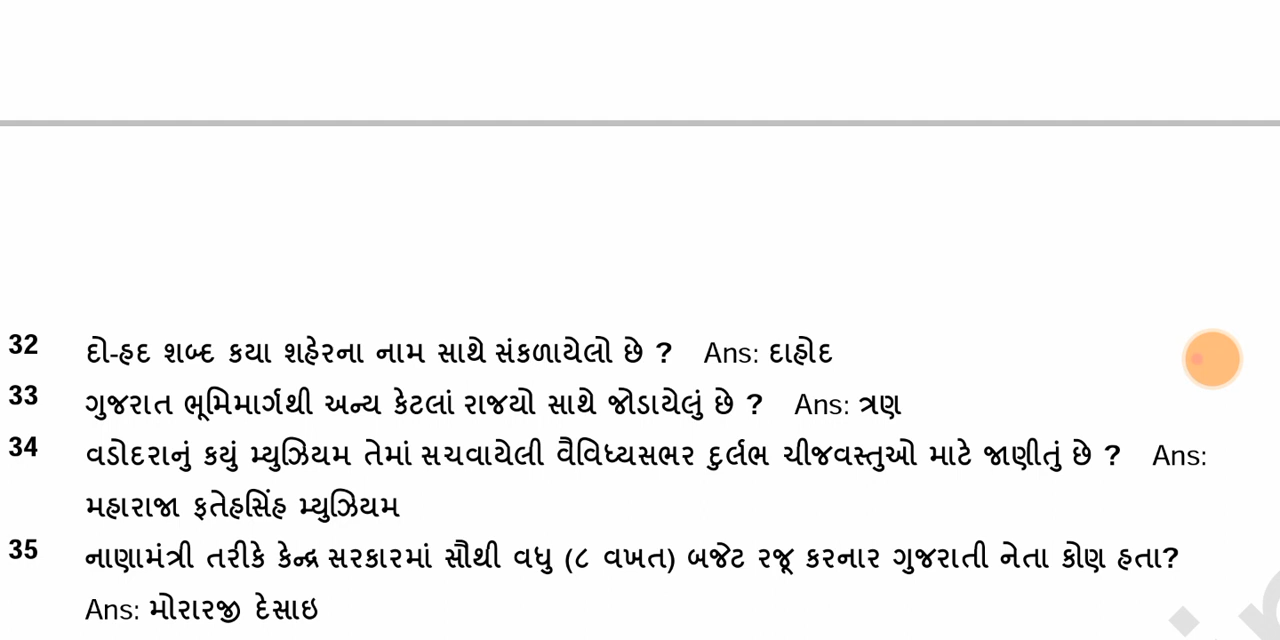 32 દો-હદ શબ્દ કયા શહેરના નામ સાથે સંકળાયેલો છે ? Ans: દાહોદ
33 ગુજરાત ભૂમિમાર્ગથી અન્ય કેટલાં રાજયો સાથે જોડાયેલું છે ? Ans: ત્રણ
34 વડોદરાનું કયું મ્યુઝિયમ તેમાં સચવાયેલી વૈવિધ્યસભર દુર્લભ ચીજવસ્તુઓ માટે જાણીતું છે ? Ans:
મહારાજા ફતેહસિંહ મ્યુઝિયમ
35 નાણામંત્રી તરીકે કેન્દ્ર સરકારમાં સૌથી વધુ (૮ વખત) બજેટ રજૂ કરનાર ગુજરાતી નેતા કોણ હતા?
Ans: મોરારજી દેસાઇ